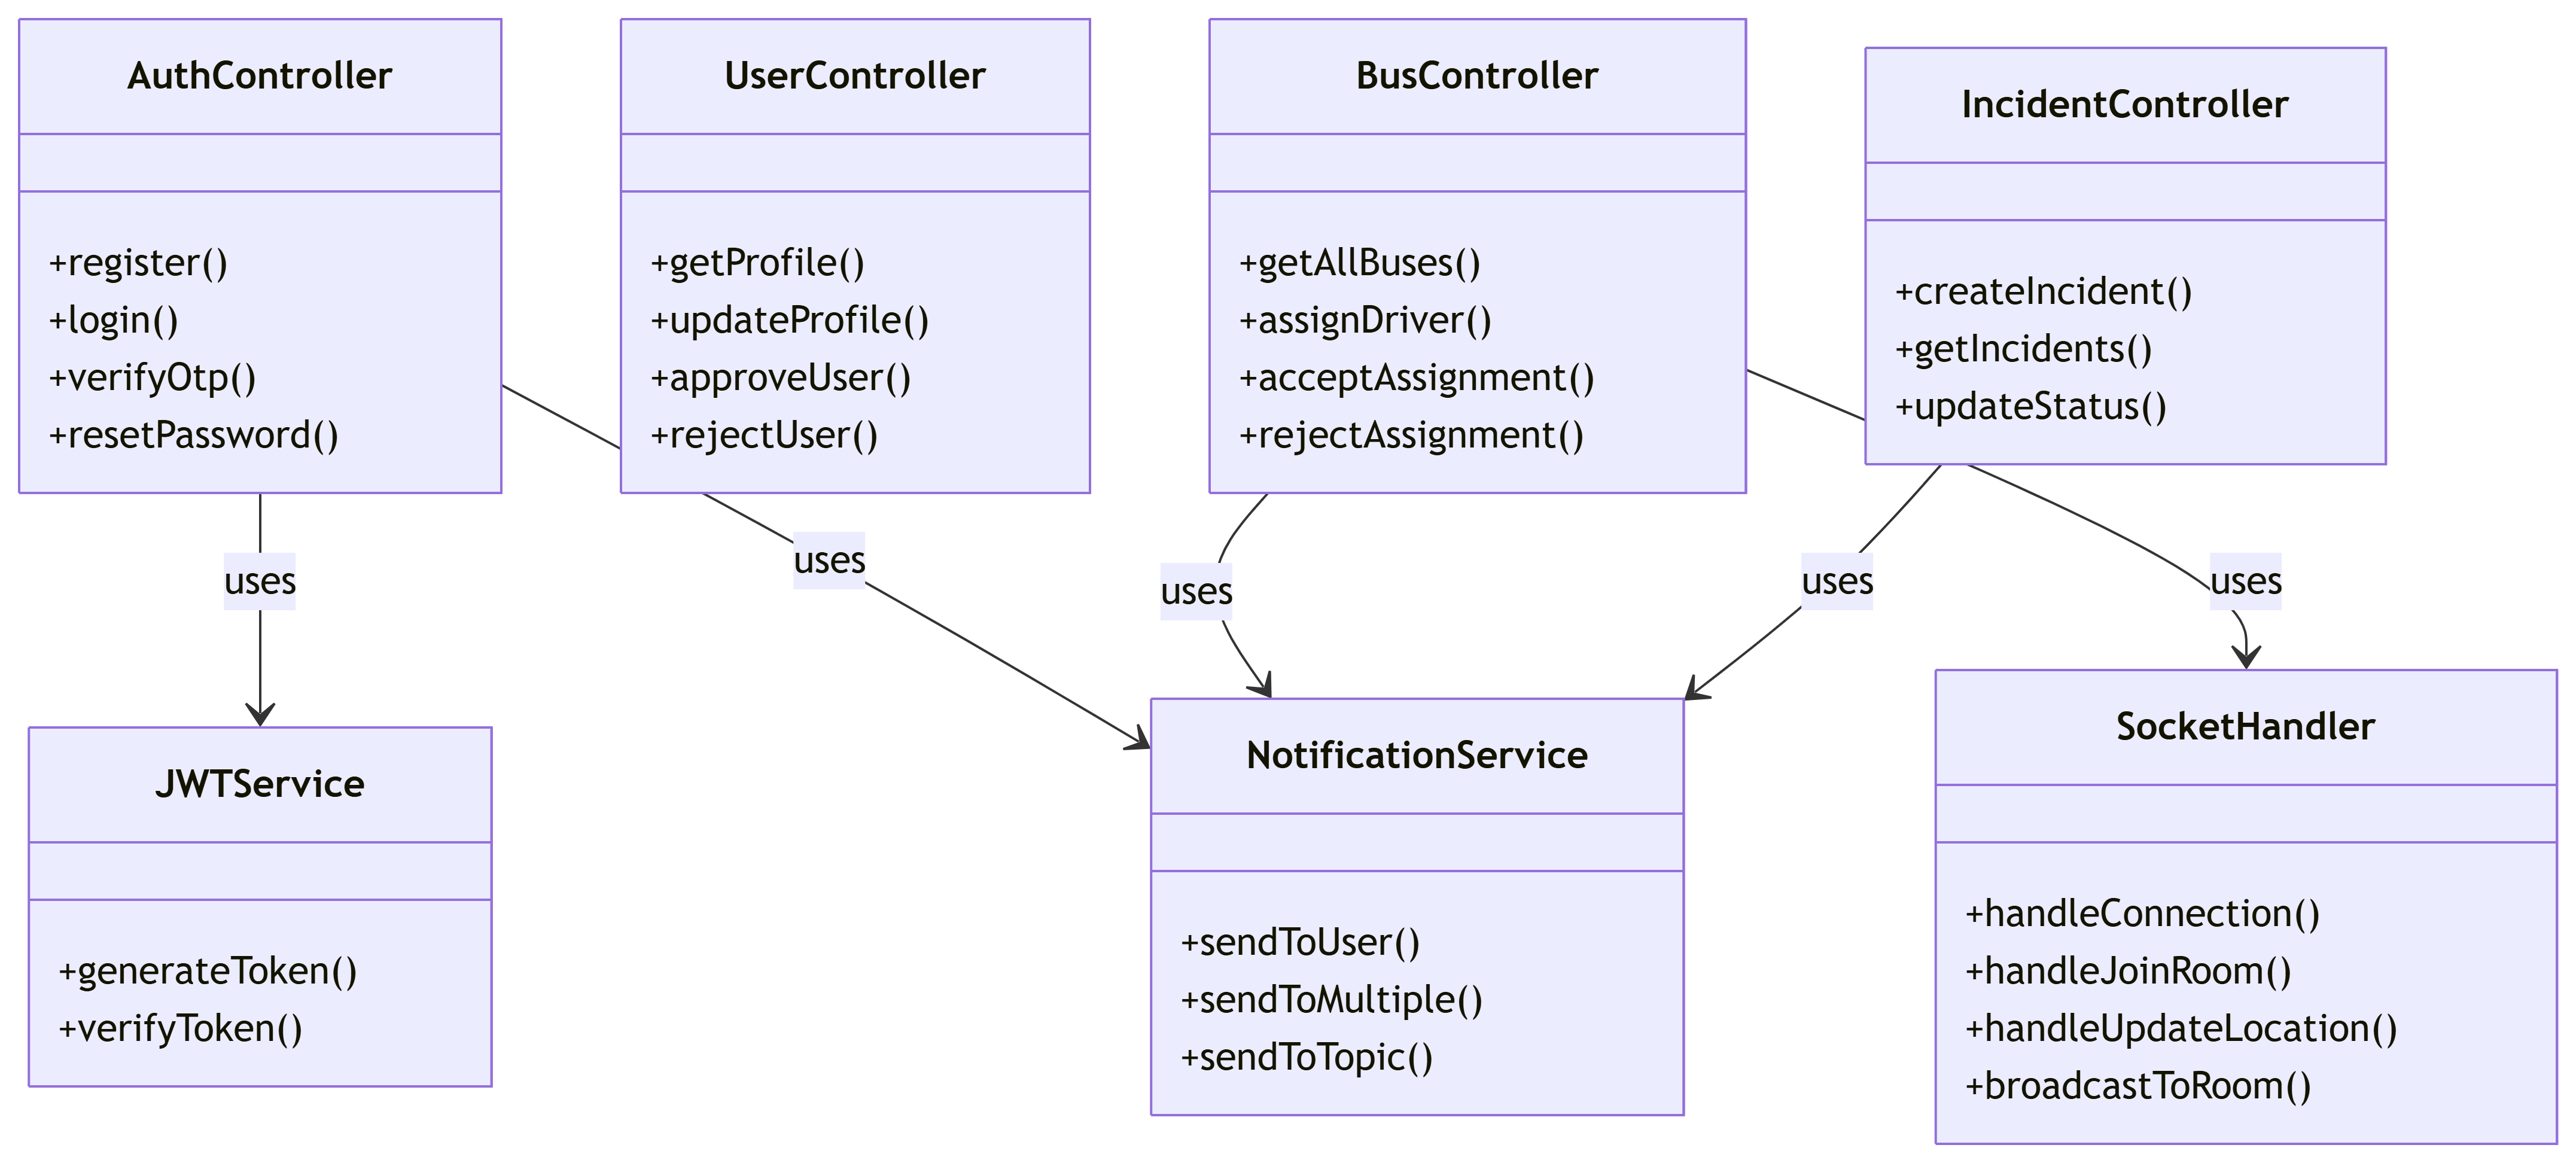 AuthController
+register()
+login()
+verifyOtp()
+resetPassword()
UserController
+getProfile()
+updateProfile()
+approveUser()
+rejectUser()
BusController
+getAllBuses()
+assignDriver()
+acceptAssignment()
+rejectAssignment()
IncidentController
+createIncident()
+getIncidents()
+updateStatus()
uses
uses
uses
uses
uses
JWTService
+generateToken()
+verifyToken()
NotificationService
+sendToUser()
+sendToMultiple()
+sendToTopic()
SocketHandler
+handleConnection()
+handleJoinRoom()
+handleUpdateLocation()
+broadcastToRoom()